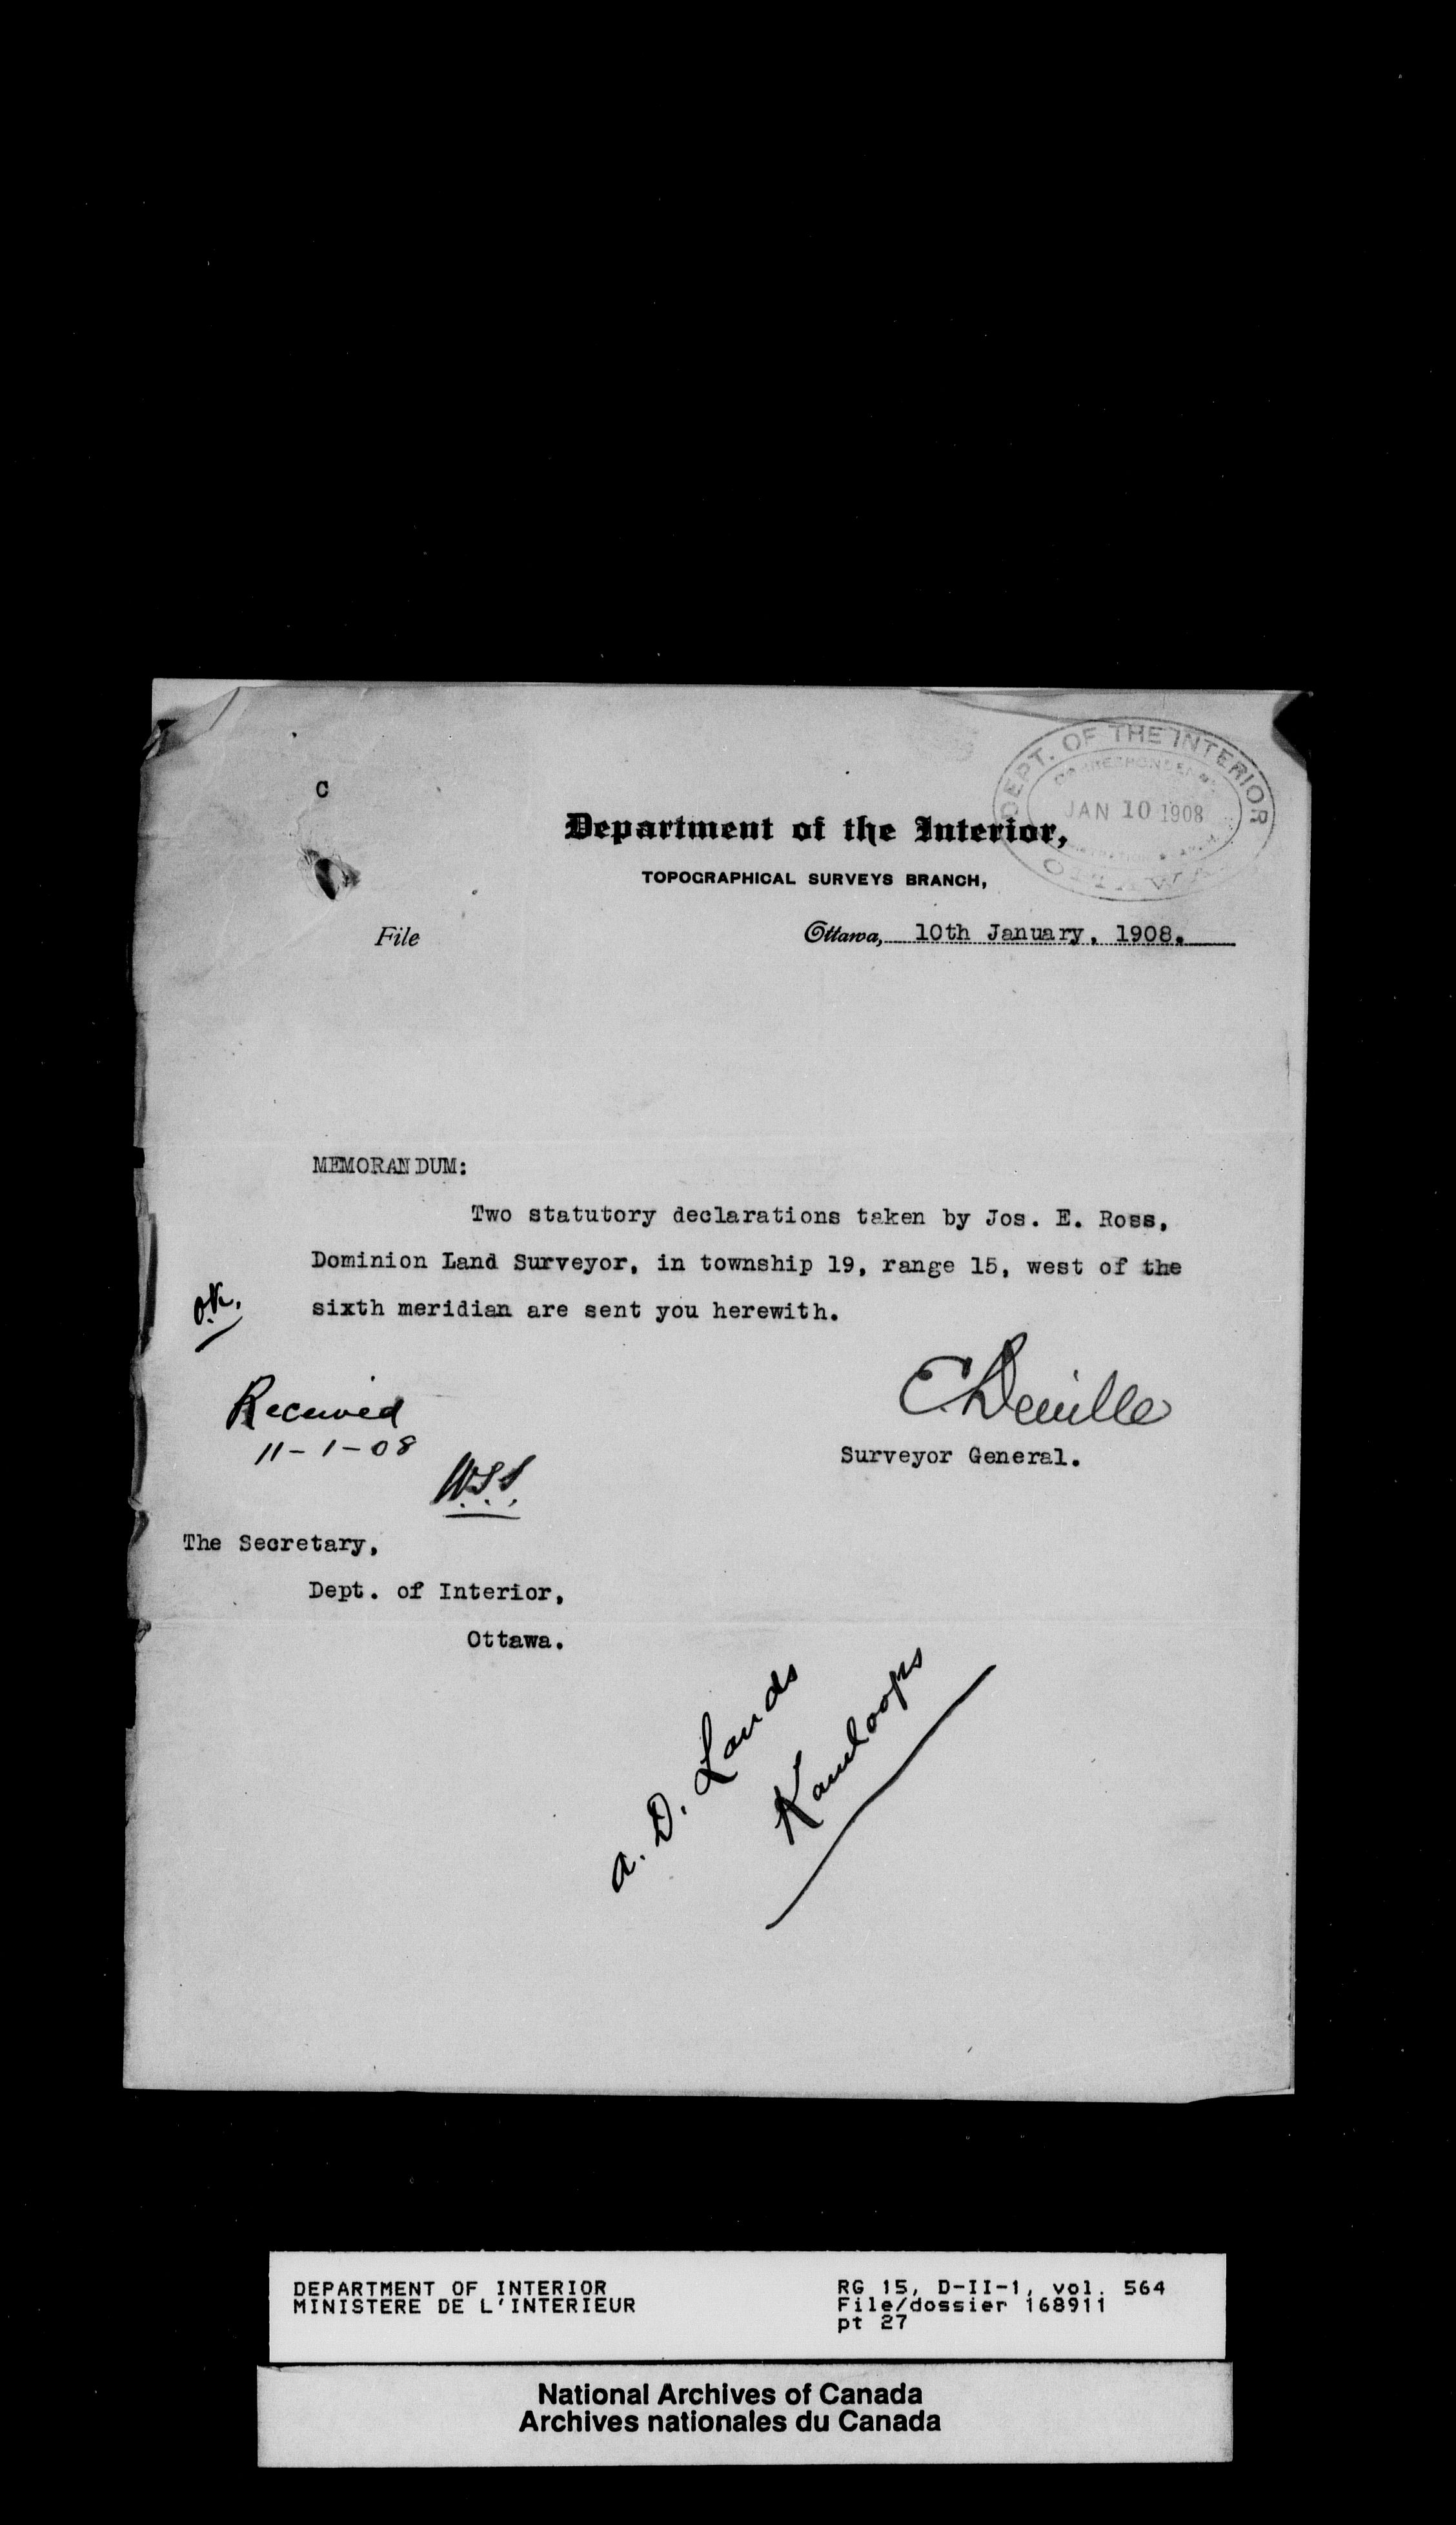 DEPT. OF THE INTERIOR
JAN 10 1908
OTTAWA
C
Department of the Interior,
TOPOGRAPHICAL SURVEYS BRANCH,
File
Ottawa, 10th January, 1908.
MEMORANDUM:
Two statutory declarations taken by Jos. E. Ross,
Dominion Land Surveyor, in township 19, range 15, west of the
sixth meridian are sent you herewith.
O.K.
E. Deville
Surveyor General.
Received
11-1-08
The Secretary,
Dept. of Interior,
Ottawa.
A. D. Lands
Kamloops
DEPARTMENT OF INTERIOR
MINISTERE DE L'INTERIEUR
RG 15, D-II-1, vol. 564
File/dossier 168911
pt 27
National Archives of Canada
Archives nationales du Canada